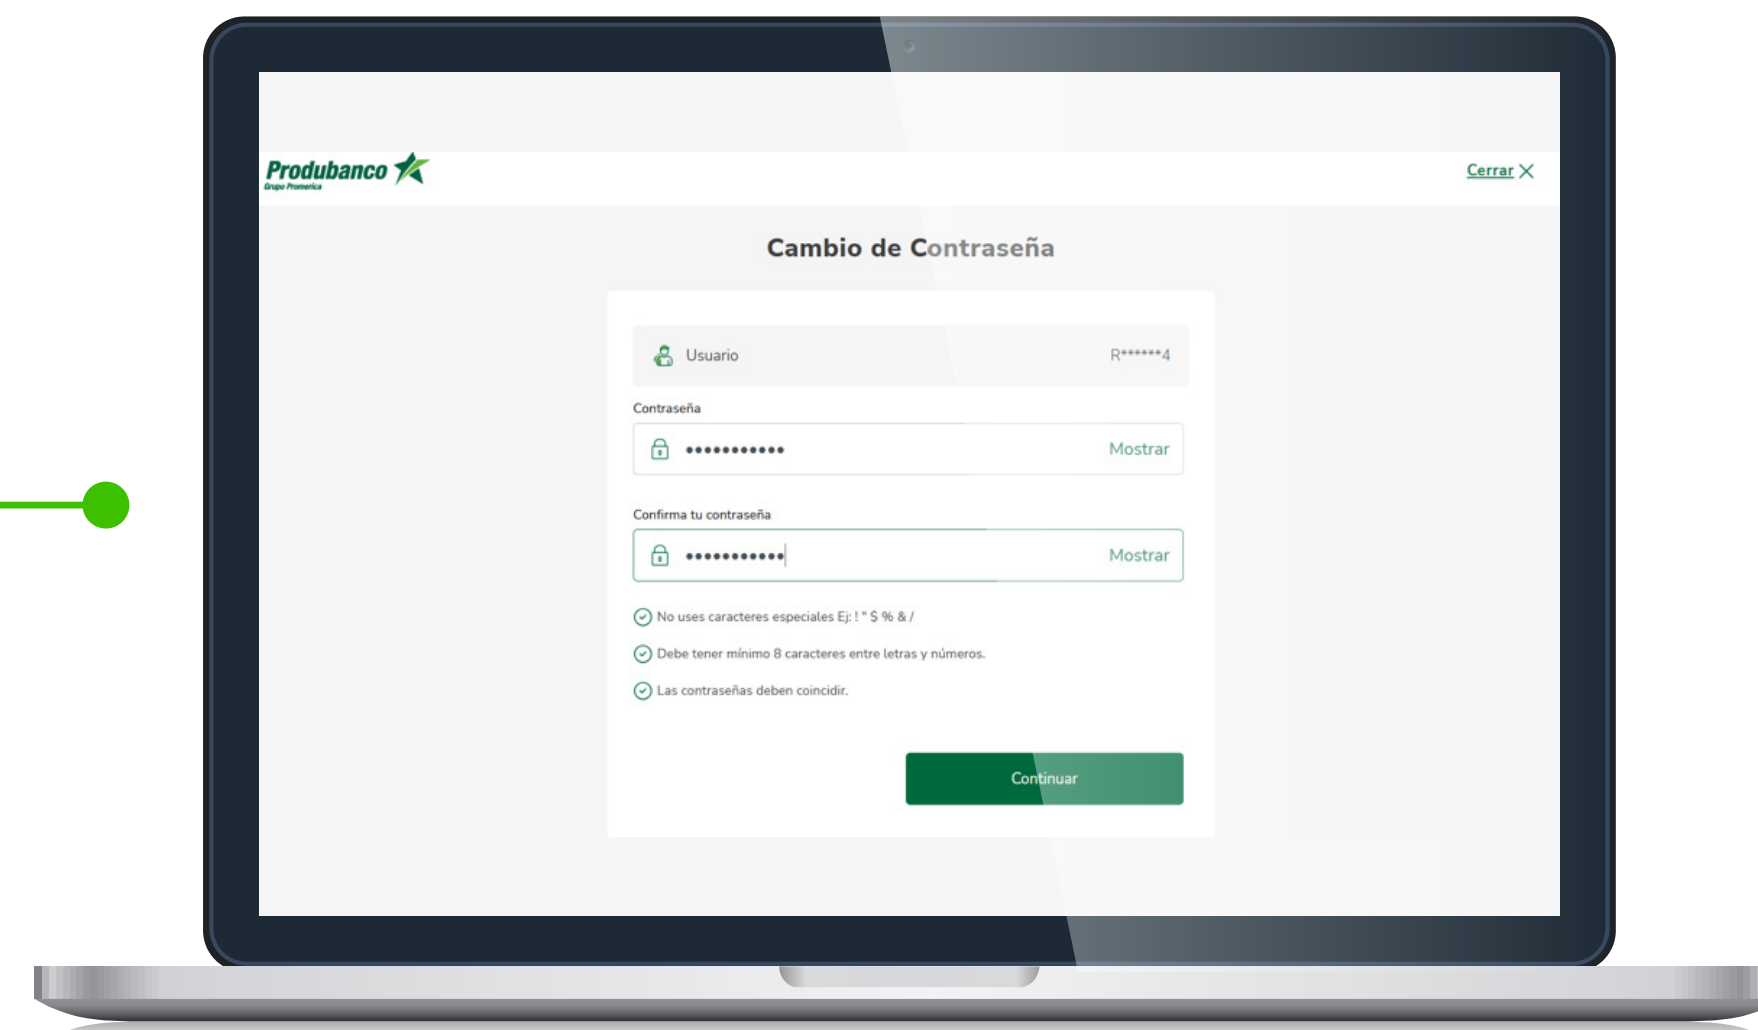 Produbanco
Grupo Promerica
Cerrar
Cambio de Contraseña
Usuario R******4
Contraseña
••••••••••• Mostrar
Confirma tu contraseña
••••••••••• Mostrar
No uses caracteres especiales Ej: ! " $ % & /
Debe tener mínimo 8 caracteres entre letras y números.
Las contraseñas deben coincidir.
Continuar